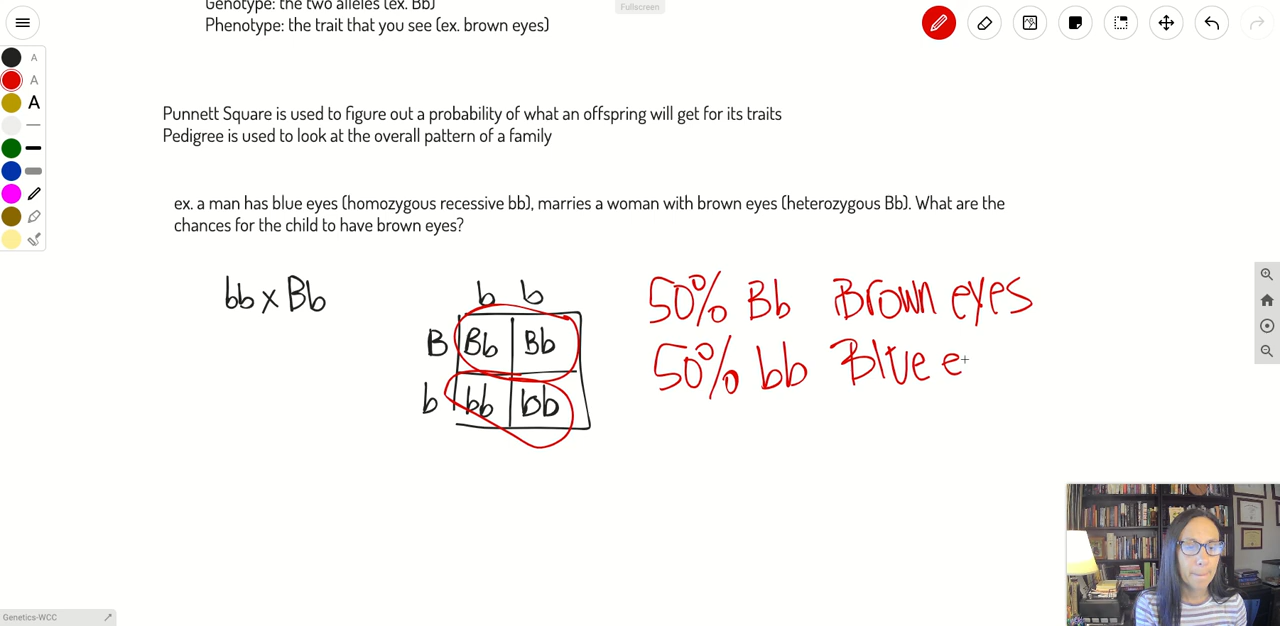 Genotype: the two alleles (ex. Bb)
Fullscreen
Phenotype: the trait that you see (ex. brown eyes)
A
A
A
Punnett Square is used to figure out a probability of what an offspring will get for its traits
Pedigree is used to look at the overall pattern of a family
ex. a man has blue eyes (homozygous recessive bb), marries a woman with brown eyes (heterozygous Bb). What are the
chances for the child to have brown eyes?
bb x Bb
b b
B Bb Bb
b bb bb
50% Bb Brown eyes
50% bb Blue e
Genetics-WCC